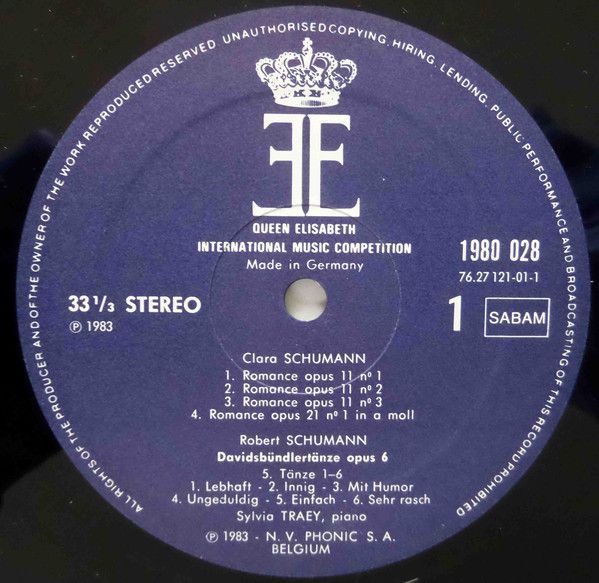 ALL RIGHTS OF THE PRODUCER AND OF THE OWNER OF THE WORK REPRODUCED RESERVED. UNAUTHORISED COPYING, HIRING, LENDING, PUBLIC PERFORMANCE AND BROADCASTING OF THIS RECORD PROHIBITED
EE
QUEEN ELISABETH
INTERNATIONAL MUSIC COMPETITION
Made in Germany
1980 028
76.27 121-01-1
33 1/3 STEREO
℗ 1983
1
SABAM
Clara SCHUMANN
1. Romance opus 11 nº 1
2. Romance opus 11 nº 2
3. Romance opus 11 nº 3
4. Romance opus 21 nº 1 in a moll
Robert SCHUMANN
Davidsbündlertänze opus 6
5. Tänze 1-6
1. Lebhaft - 2. Innig - 3. Mit Humor
4. Ungeduldig - 5. Einfach - 6. Sehr rasch
Sylvia TRAEY, piano
℗ 1983 - N. V. PHONIC S. A.
BELGIUM